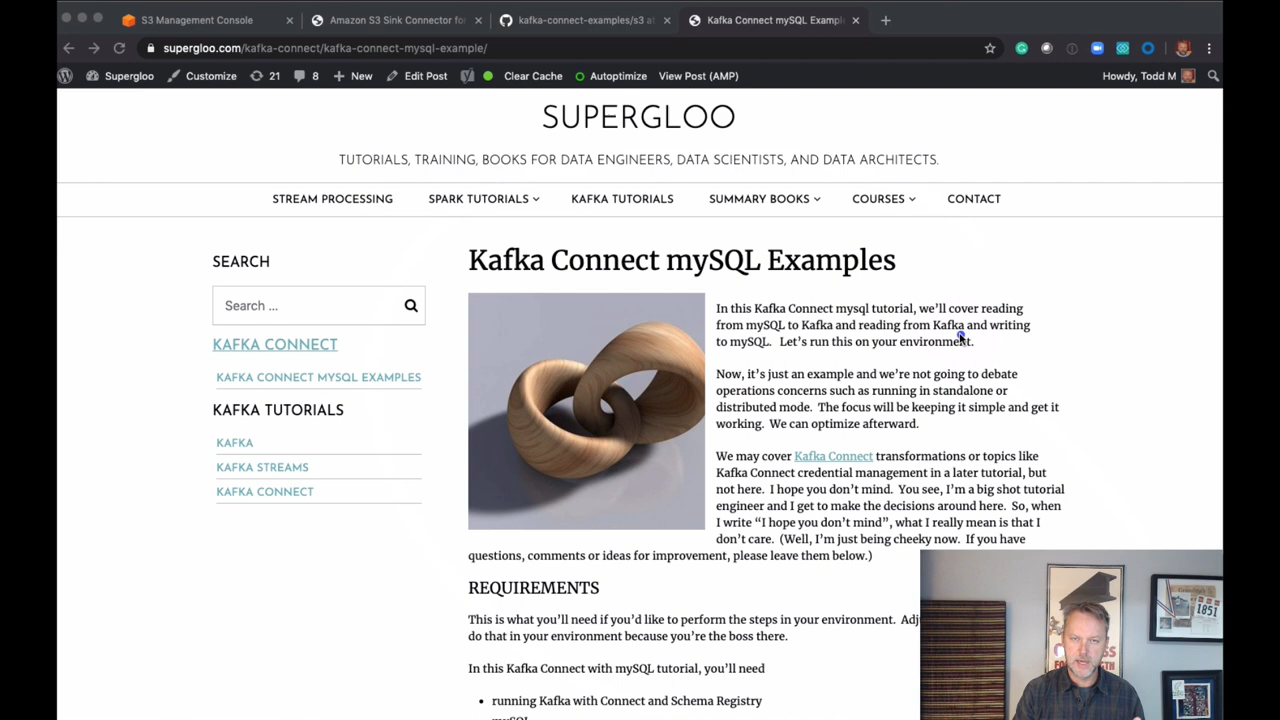 S3 Management Console
Amazon S3 Sink Connector for
kafka-connect-examples/s3 at
Kafka Connect mySQL Example
supergloo.com/kafka-connect/kafka-connect-mysql-example/
Supergloo
Customize
21
8
New
Edit Post
Clear Cache
Autoptimize
View Post (AMP)
Howdy, Todd M
SUPERGLOO
TUTORIALS, TRAINING, BOOKS FOR DATA ENGINEERS, DATA SCIENTISTS, AND DATA ARCHITECTS.
STREAM PROCESSING
SPARK TUTORIALS
KAFKA TUTORIALS
SUMMARY BOOKS
COURSES
CONTACT
SEARCH
Search ...
KAFKA CONNECT
KAFKA CONNECT MYSQL EXAMPLES
KAFKA TUTORIALS
KAFKA
KAFKA STREAMS
KAFKA CONNECT
Kafka Connect mySQL Examples
In this Kafka Connect mysql tutorial, we'll cover reading
from mySQL to Kafka and reading from Kafka and writing
to mySQL. Let's run this on your environment.
Now, it's just an example and we're not going to debate
operations concerns such as running in standalone or
distributed mode. The focus will be keeping it simple and get it
working. We can optimize afterward.
We may cover Kafka Connect transformations or topics like
Kafka Connect credential management in a later tutorial, but
not here. I hope you don't mind. You see, I'm a big shot tutorial
engineer and I get to make the decisions around here. So, when
I write “I hope you don't mind”, what I really mean is that I
don't care. (Well, I'm just being cheeky now. If you have
questions, comments or ideas for improvement, please leave them below.)
REQUIREMENTS
This is what you'll need if you'd like to perform the steps in your environment.
do that in your environment because you're the boss there.
In this Kafka Connect with mySQL tutorial, you'll need
running Kafka with Connect and Schema Registry
mySQL
1851